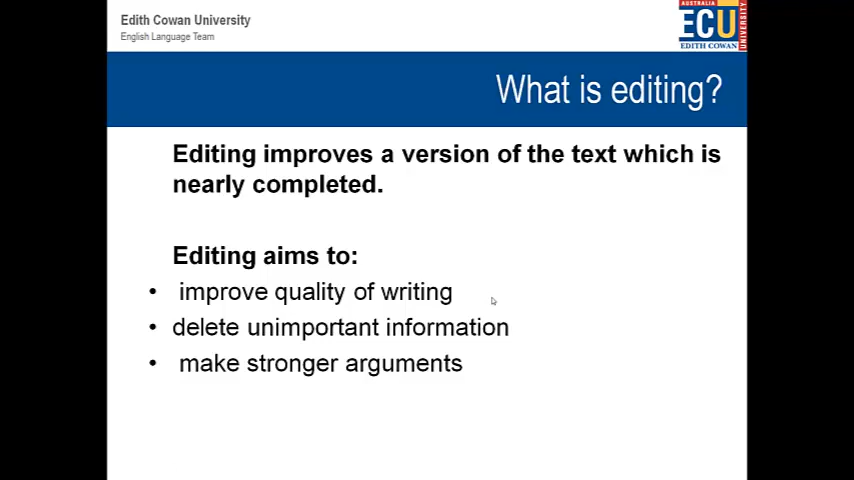 Edith Cowan University
English Language Team
AUSTRALIA
ECU
EDITH COWAN
UNIVERSITY
What is editing?
Editing improves a version of the text which is
nearly completed.
Editing aims to:
• improve quality of writing
• delete unimportant information
• make stronger arguments